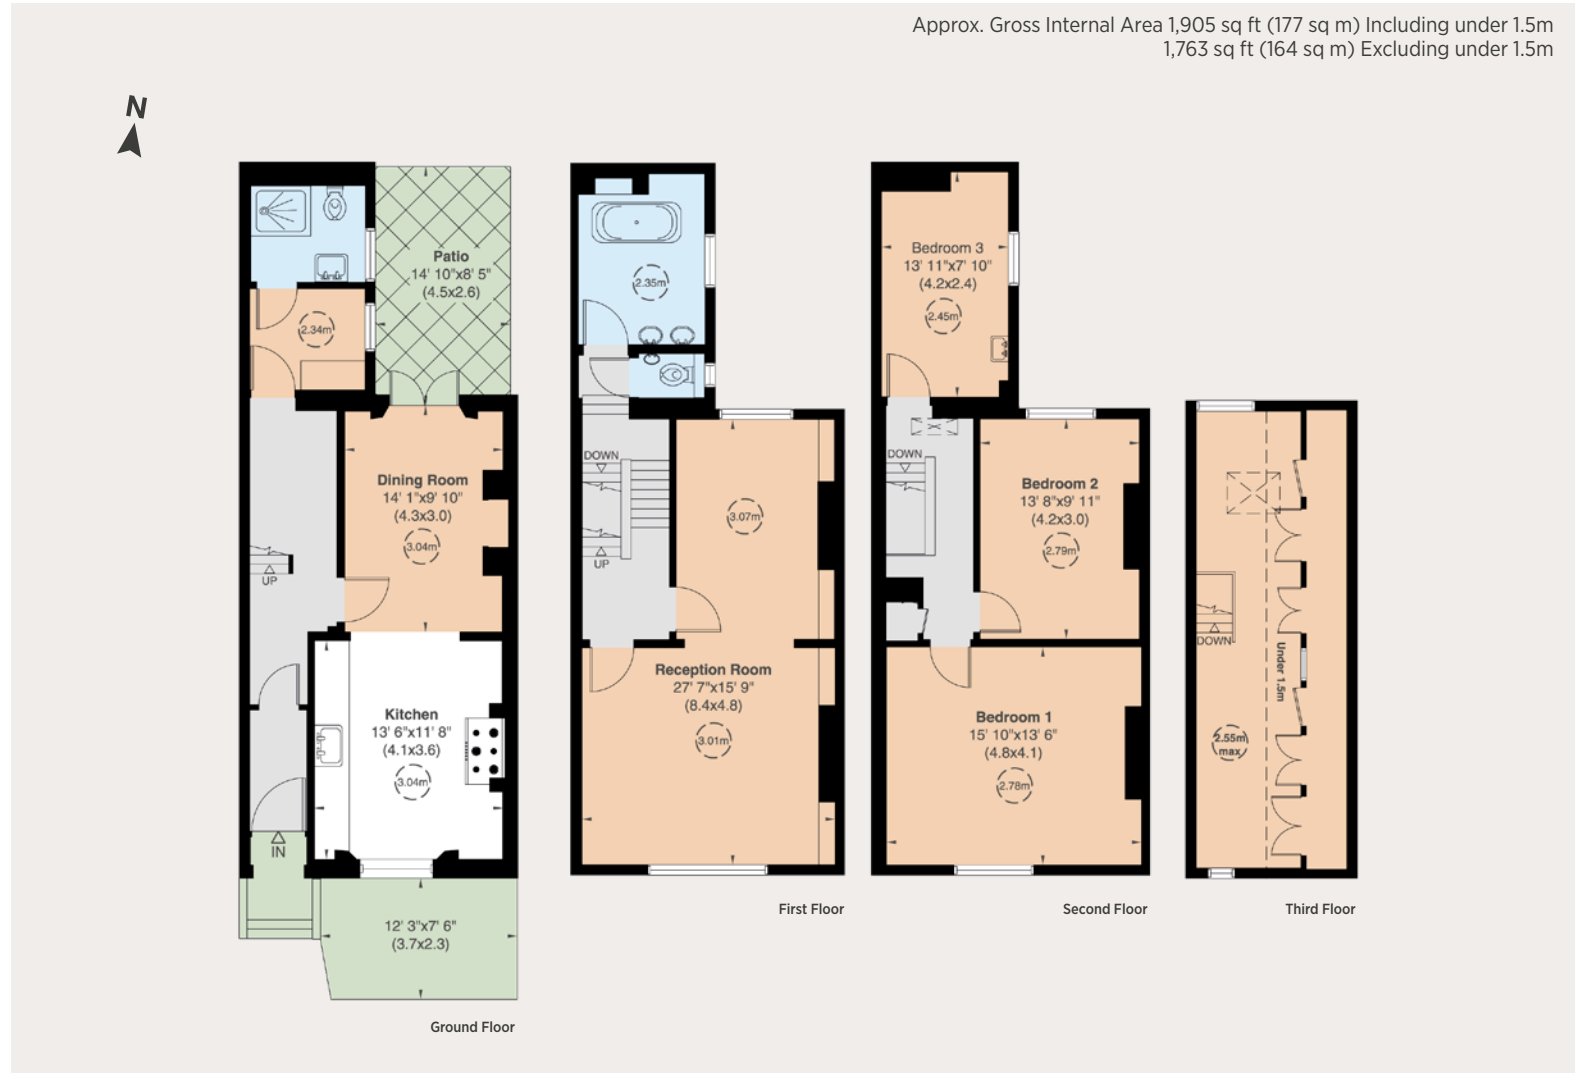 Approx. Gross Internal Area 1,905 sq ft (177 sq m) Including under 1.5m
1,763 sq ft (164 sq m) Excluding under 1.5m
N
Patio
14' 10"x8' 5"
(4.5x2.6)
2.34m
Dining Room
14' 1"x9' 10"
(4.3x3.0)
3.04m
UP
Kitchen
13' 6"x11' 8"
(4.1x3.6)
3.04m
IN
12' 3"x7' 6"
(3.7x2.3)
Ground Floor
2.35m
DOWN
3.07m
UP
Reception Room
27' 7"x15' 9"
(8.4x4.8)
3.01m
First Floor
Bedroom 3
13' 11"x7' 10"
(4.2x2.4)
2.45m
DOWN
Bedroom 2
13' 8"x9' 11"
(4.2x3.0)
2.79m
Bedroom 1
15' 10"x13' 6"
(4.8x4.1)
2.78m
Second Floor
DOWN
Under 1.5m
2.55m
max
Third Floor